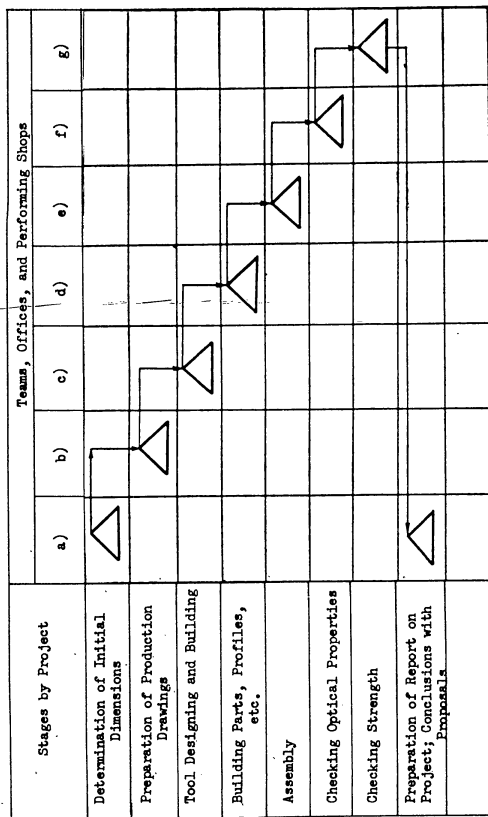 Teams, Offices, and Performing Shops
Stages by Project
a)
b)
c)
d)
e)
f)
g)
Determination of Initial
Dimensions
Preparation of Production
Drawings
Tool Designing and Building
Building Parts, Profiles,
etc.
Assembly
Checking Optical Properties
Checking Strength
Preparation of Report on
Project; Conclusions with
Proposals